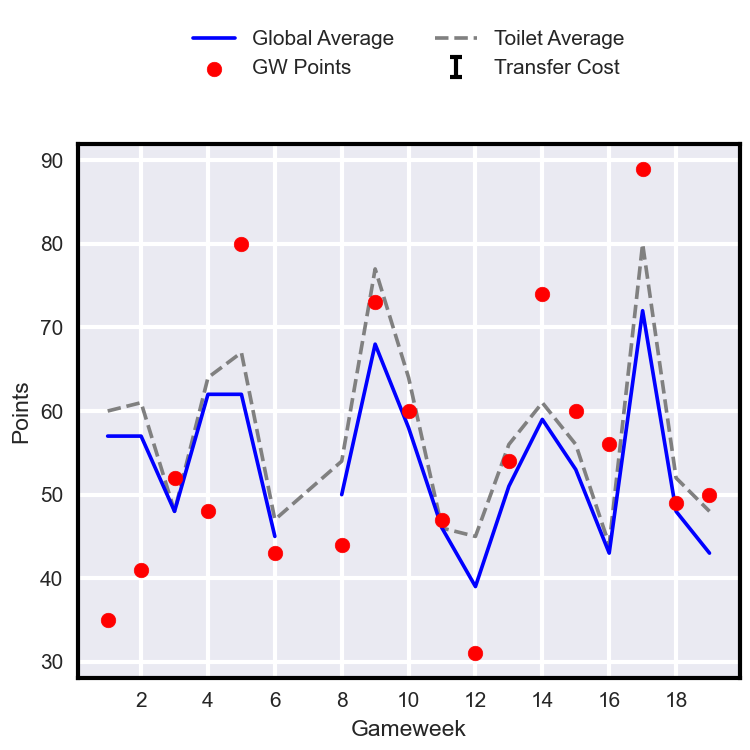 Global Average
Toilet Average
GW Points
Transfer Cost
90
80
70
60
50
40
30
Points
2 4 6 8 10 12 14 16 18
Gameweek